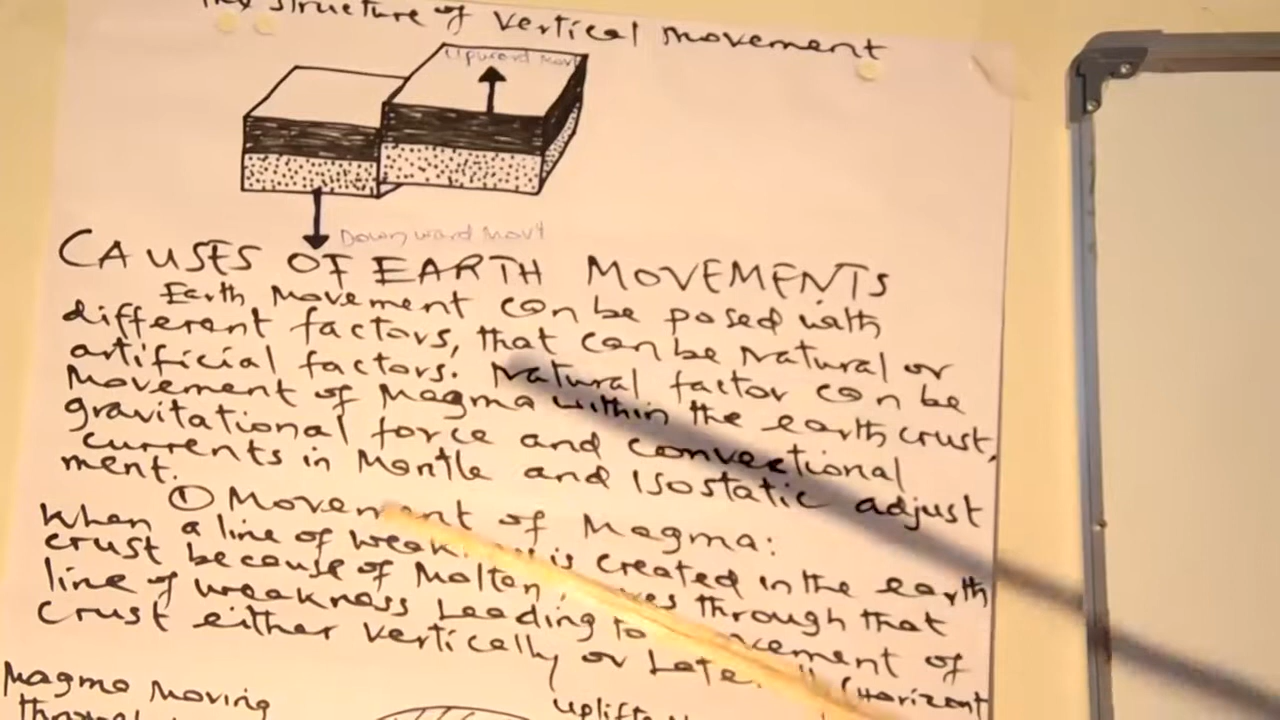 structure of vertical movement
Upward Mov
Downward Movt
CAUSES OF EARTH MOVEMENTS
Earth Movement can be posed with
different factors, that can be Natural or
artificial factors. Natural factor can be
Movement of Magma within the earth crust,
gravitational force and convectional
currents in Mantle and Isostatic adjust
ment.
① Movement of Magma:
When a line of is created in the earth
crust because of Molten through that
line of weakness Leading to of
crust either vertically or (Horizont
Magma Moving